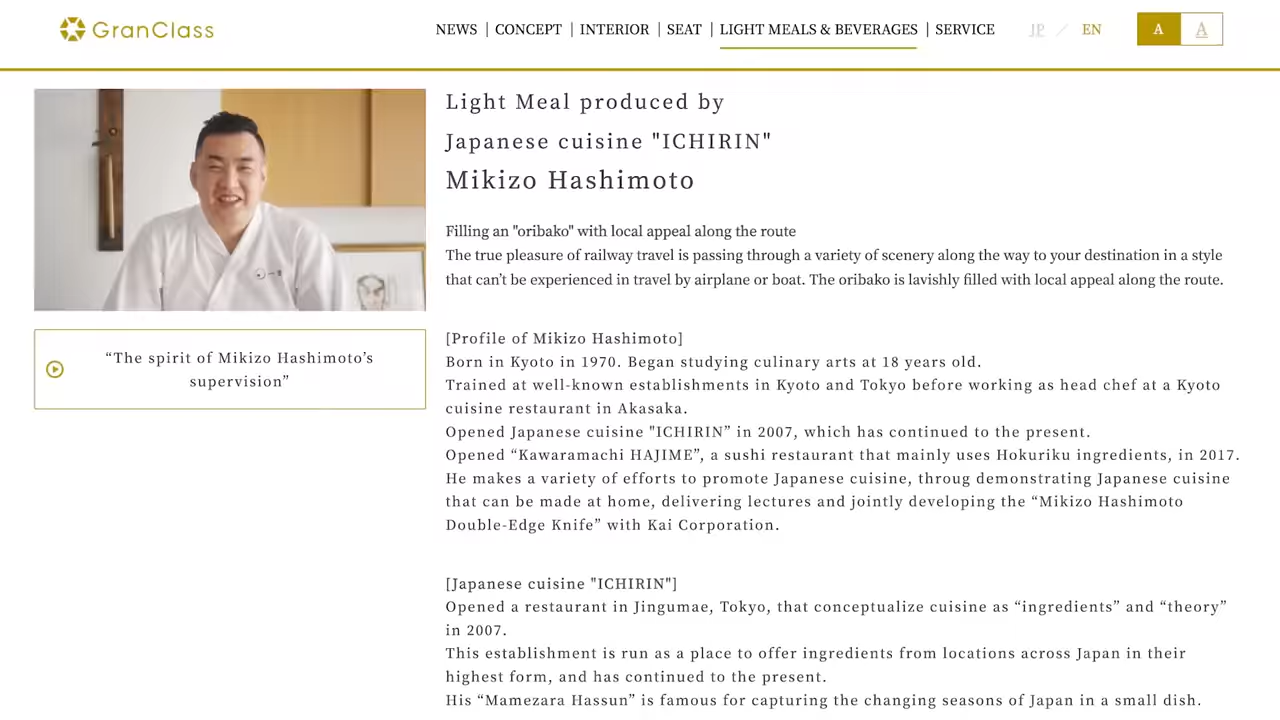 GranClass
NEWS | CONCEPT | INTERIOR | SEAT | LIGHT MEALS & BEVERAGES | SERVICE
JP ／ EN
A A
Light Meal produced by
Japanese cuisine "ICHIRIN"
Mikizo Hashimoto
Filling an "oribako" with local appeal along the route
The true pleasure of railway travel is passing through a variety of scenery along the way to your destination in a style
that can’t be experienced in travel by airplane or boat. The oribako is lavishly filled with local appeal along the route.
“The spirit of Mikizo Hashimoto’s
supervision”
[Profile of Mikizo Hashimoto]
Born in Kyoto in 1970. Began studying culinary arts at 18 years old.
Trained at well-known establishments in Kyoto and Tokyo before working as head chef at a Kyoto
cuisine restaurant in Akasaka.
Opened Japanese cuisine "ICHIRIN” in 2007, which has continued to the present.
Opened “Kawaramachi HAJIME”, a sushi restaurant that mainly uses Hokuriku ingredients, in 2017.
He makes a variety of efforts to promote Japanese cuisine, throug demonstrating Japanese cuisine
that can be made at home, delivering lectures and jointly developing the “Mikizo Hashimoto
Double-Edge Knife” with Kai Corporation.
[Japanese cuisine "ICHIRIN"]
Opened a restaurant in Jingumae, Tokyo, that conceptualize cuisine as “ingredients” and “theory”
in 2007.
This establishment is run as a place to offer ingredients from locations across Japan in their
highest form, and has continued to the present.
His “Mamezara Hassun” is famous for capturing the changing seasons of Japan in a small dish.